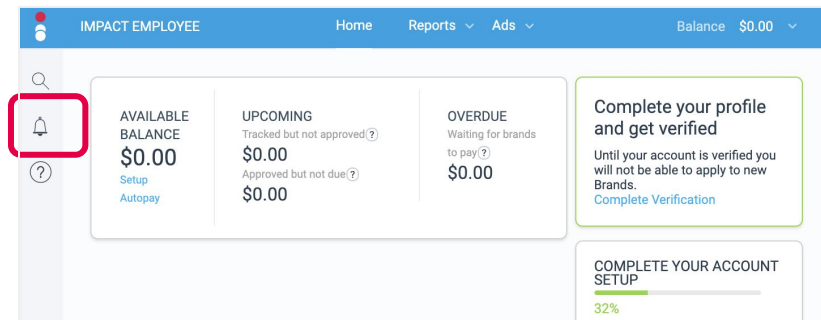 IMPACT EMPLOYEE Home Reports Ads Balance $0.00
AVAILABLE
BALANCE
$0.00
Setup
Autopay
UPCOMING
Tracked but not approved ?
$0.00
Approved but not due ?
$0.00
OVERDUE
Waiting for brands
to pay ?
$0.00
Complete your profile
and get verified
Until your account is verified you
will not be able to apply to new
Brands.
Complete Verification
?
COMPLETE YOUR ACCOUNT
SETUP
32%